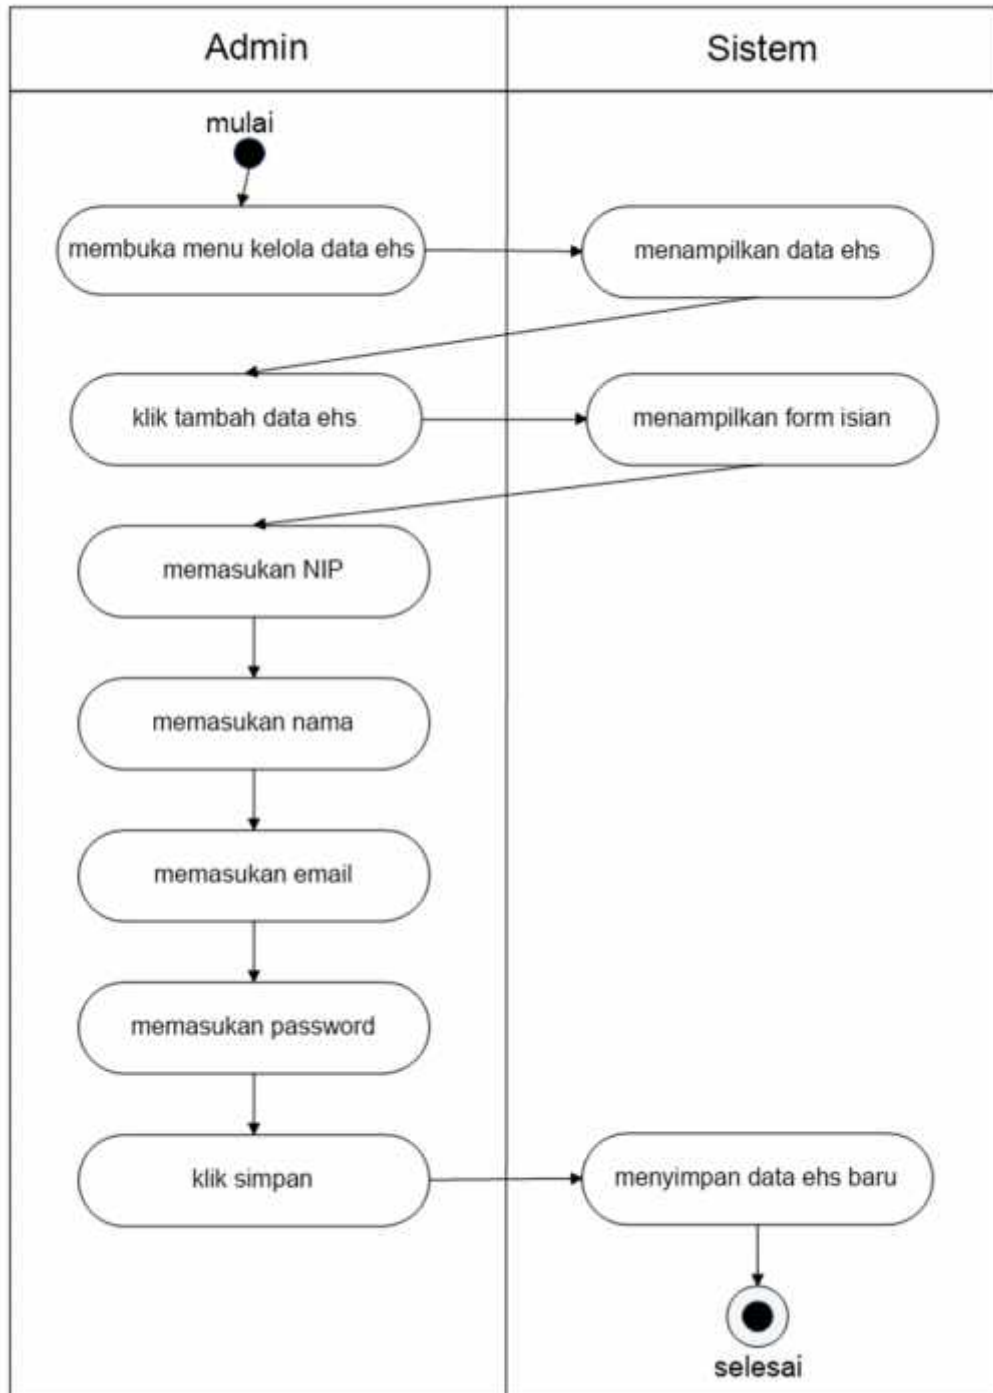 Admin
Sistem
mulai
membuka menu kelola data ehs
menampilkan data ehs
klik tambah data ehs
menampilkan form isian
memasukan NIP
memasukan nama
memasukan email
memasukan password
klik simpan
menyimpan data ehs baru
selesai